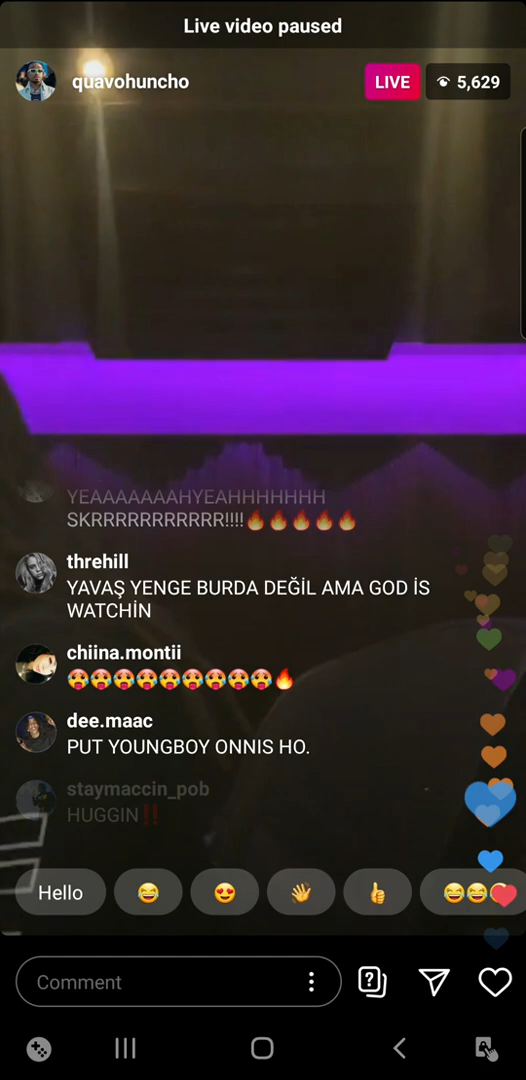 Live video paused
quavohuncho
LIVE
5,629
YEAAAAAAAHYEAHHHHHHH
SKRRRRRRRRRRR!!!!🔥🔥🔥🔥🔥
threhill
YAVAŞ YENGE BURDA DEĞİL AMA GOD İS
WATCHİN
chiina.montii
🥵🥵🥵🥵🥵🥵🥵🥵🥵🔥
dee.maac
PUT YOUNGBOY ONNIS HO.
staymaccin_pob
HUGGIN‼️
Hello 😂 😍 👋 👍 😂😂
Comment